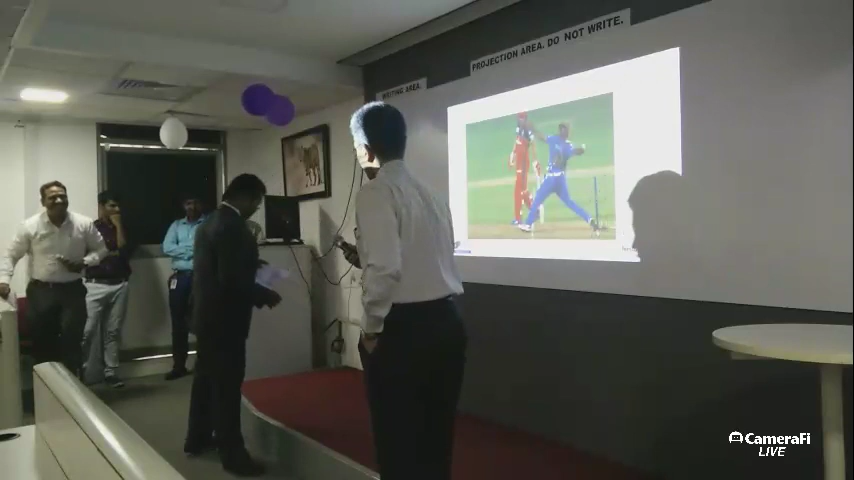 PROJECTION AREA. DO NOT WRITE.
WRITING AREA.
CameraFi
LIVE